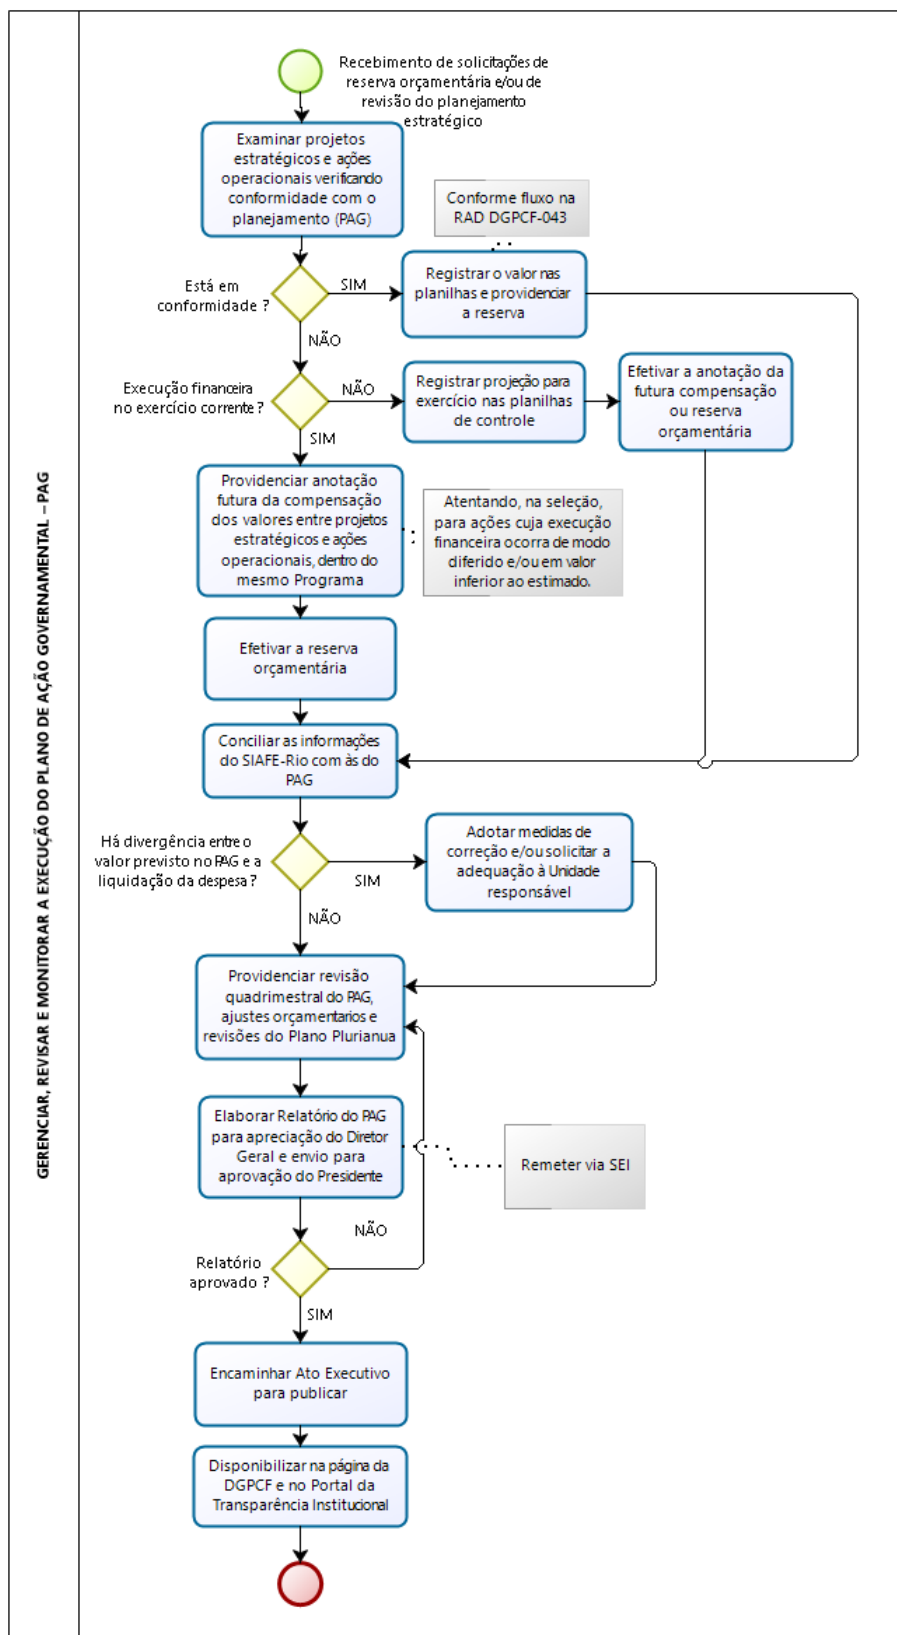 GERENCIAR, REVISAR E MONITORAR A EXECUÇÃO DO PLANO DE AÇÃO GOVERNAMENTAL – PAG
Recebimento de solicitações de
reserva orçamentária e/ou de
revisão do planejamento
estratégico
Examinar projetos
estratégicos e ações
operacionais verificando
conformidade com o
planejamento (PAG)
Conforme fluxo na
RAD DGPCF-043
Está em
conformidade ?
SIM
Registrar o valor nas
planilhas e providenciar
a reserva
NÃO
Execução financeira
no exercício corrente ?
NÃO
Registrar projeção para
exercício nas planilhas
de controle
Efetivar a anotação da
futura compensação
ou reserva
orçamentária
SIM
Providenciar anotação
futura da compensação
dos valores entre projetos
estratégicos e ações
operacionais, dentro do
mesmo Programa
Atentando, na seleção,
para ações cuja execução
financeira ocorra de modo
diferido e/ou em valor
inferior ao estimado.
Efetivar a reserva
orçamentária
Conciliar as informações
do SIAFE-Rio com às do
PAG
Há divergência entre o
valor previsto no PAG e a
liquidação da despesa ?
SIM
Adotar medidas de
correção e/ou solicitar a
adequação à Unidade
responsável
NÃO
Providenciar revisão
quadrimestral do PAG,
ajustes orçamentarios e
revisões do Plano Plurianua
Elaborar Relatório do PAG
para apreciação do Diretor
Geral e envio para
aprovação do Presidente
Remeter via SEI
NÃO
Relatório
aprovado ?
SIM
Encaminhar Ato Executivo
para publicar
Disponibilizar na página da
DGPCF e no Portal da
Transparência Institucional